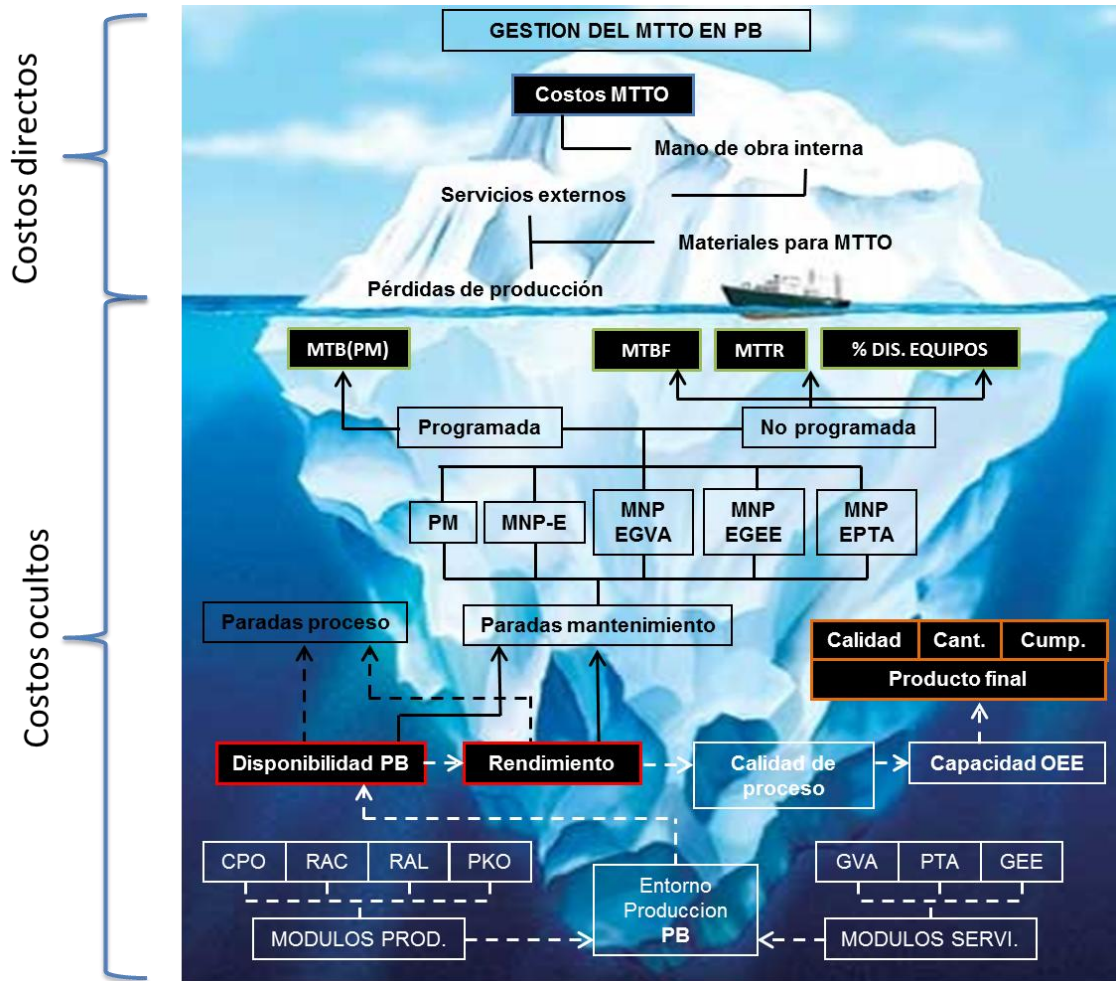 GESTION DEL MTTO EN PB
Costos directos
Costos MTTO
Mano de obra interna
Servicios externos
Materiales para MTTO
Pérdidas de producción
Costos ocultos
MTB(PM)
MTBF
MTTR
% DIS. EQUIPOS
Programada
No programada
PM
MNP-E
MNP
EGVA
MNP
EGEE
MNP
EPTA
Paradas proceso
Paradas mantenimiento
Calidad
Cant.
Cump.
Producto final
Disponibilidad PB
Rendimiento
Calidad de
proceso
Capacidad OEE
CPO
RAC
RAL
PKO
MODULOS PROD.
Entorno
Produccion
PB
GVA
PTA
GEE
MODULOS SERVI.